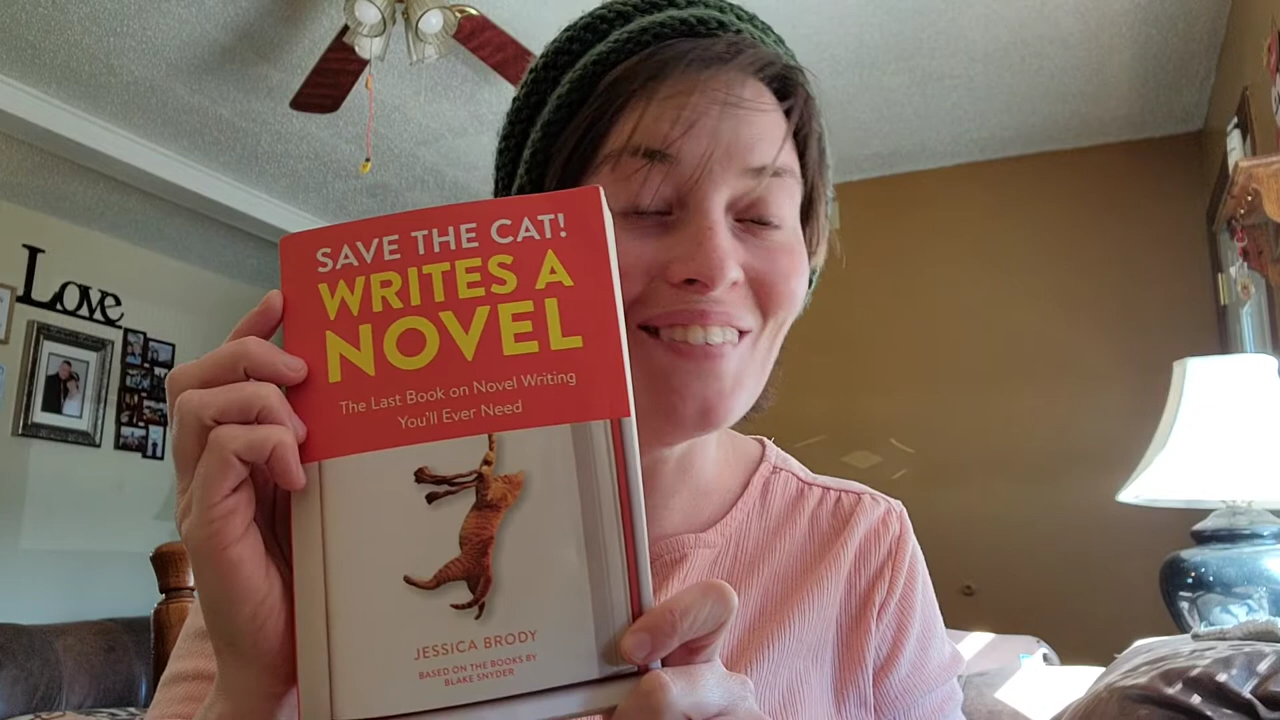 Love
SAVE THE CAT!
WRITES A
NOVEL
The Last Book on Novel Writing
You'll Ever Need
JESSICA BRODY
BASED ON THE BOOKS BY
BLAKE SNYDER